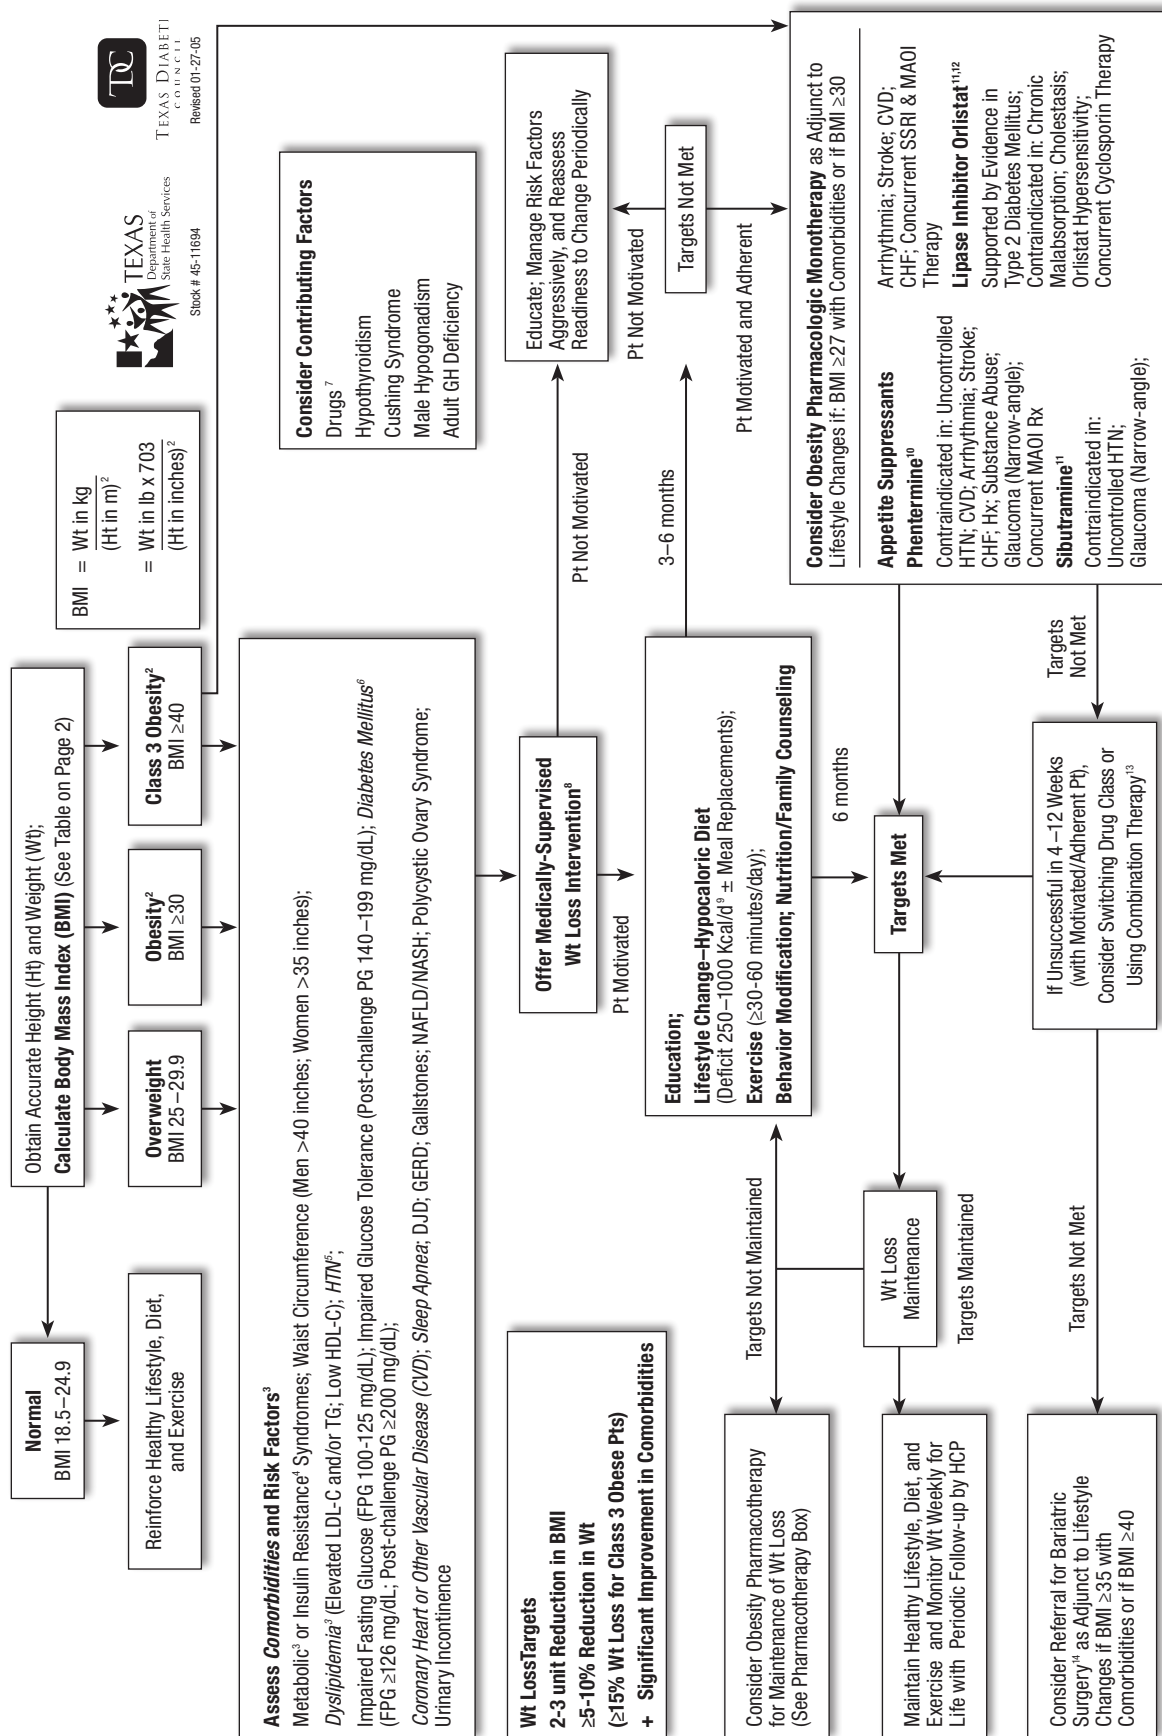 Obtain Accurate Height (Ht) and Weight (Wt);
Calculate Body Mass Index (BMI) (See Table on Page 2)
BMI = Wt in kg
(Ht in m)²
= Wt in lb x 703
(Ht in inches)²
TEXAS
Department of
State Health Services
Stock # 45-11694
TDC
TEXAS DIABETI
COUNCIL
Revised 01-27-05
Normal
BMI 18.5–24.9
Reinforce Healthy Lifestyle, Diet,
and Exercise
Overweight
BMI 25–29.9
Obesity²
BMI ≥30
Class 3 Obesity²
BMI ≥40
Assess Comorbidities and Risk Factors³
Metabolic³ or Insulin Resistance⁴ Syndromes; Waist Circumference (Men >40 inches; Women >35 inches);
Dyslipidemia³ (Elevated LDL-C and/or TG; Low HDL-C); HTN⁵;
Impaired Fasting Glucose (FPG 100-125 mg/dL); Impaired Glucose Tolerance (Post-challenge PG 140–199 mg/dL); Diabetes Mellitus⁶
(FPG ≥126 mg/dL; Post-challenge PG ≥200 mg/dL);
Coronary Heart or Other Vascular Disease (CVD); Sleep Apnea; DJD; GERD; Gallstones; NAFLD/NASH; Polycystic Ovary Syndrome;
Urinary Incontinence
Consider Contributing Factors
Drugs⁷
Hypothyroidism
Cushing Syndrome
Male Hypogonadism
Adult GH Deficiency
Wt LossTargets
2-3 unit Reduction in BMI
≥5-10% Reduction in Wt
(≥15% Wt Loss for Class 3 Obese Pts)
+ Significant Improvement in Comorbidities
Offer Medically-Supervised
Wt Loss Intervention⁸
Pt Not Motivated
Educate; Manage Risk Factors
Aggressively, and Reassess
Readiness to Change Periodically
Pt Motivated
Pt Not Motivated
Education;
Lifestyle Change–Hypocaloric Diet
(Deficit 250–1000 Kcal/d⁹ ± Meal Replacements);
Exercise (≥30-60 minutes/day);
Behavior Modification; Nutrition/Family Counseling
3–6 months
Targets Not Met
Pt Motivated and Adherent
Targets Not Maintained
6 months
Consider Obesity Pharmacotherapy
for Maintenance of Wt Loss
(See Pharmacotherapy Box)
Wt Loss
Maintenance
Targets Met
Targets Maintained
Maintain Healthy Lifestyle, Diet, and
Exercise and Monitor Wt Weekly for
Life with Periodic Follow-up by HCP
Consider Obesity Pharmacologic Monotherapy as Adjunct to
Lifestyle Changes if: BMI ≥27 with Comorbidities or if BMI ≥30
Appetite Suppressants
Phentermine¹⁰
Contraindicated in: Uncontrolled
HTN; CVD; Arrhythmia; Stroke;
CHF; Hx; Substance Abuse;
Glaucoma (Narrow-angle);
Concurrent MAOI Rx
Sibutramine¹¹
Contraindicated in:
Uncontrolled HTN;
Glaucoma (Narrow-angle);
Arrhythmia; Stroke; CVD;
CHF; Concurrent SSRI & MAOI
Therapy
Lipase Inhibitor Orlistat¹¹,¹²
Supported by Evidence in
Type 2 Diabetes Mellitus;
Contraindicated in: Chronic
Malabsorption; Cholestasis;
Orlistat Hypersensitivity;
Concurrent Cyclosporin Therapy
Targets
Not Met
If Unsuccessful in 4–12 Weeks
(with Motivated/Adherent Pt),
Consider Switching Drug Class or
Using Combination Therapy¹³
Targets Not Met
Consider Referral for Bariatric
Surgery¹⁴ as Adjunct to Lifestyle
Changes if BMI ≥35 with
Comorbidities or if BMI ≥40